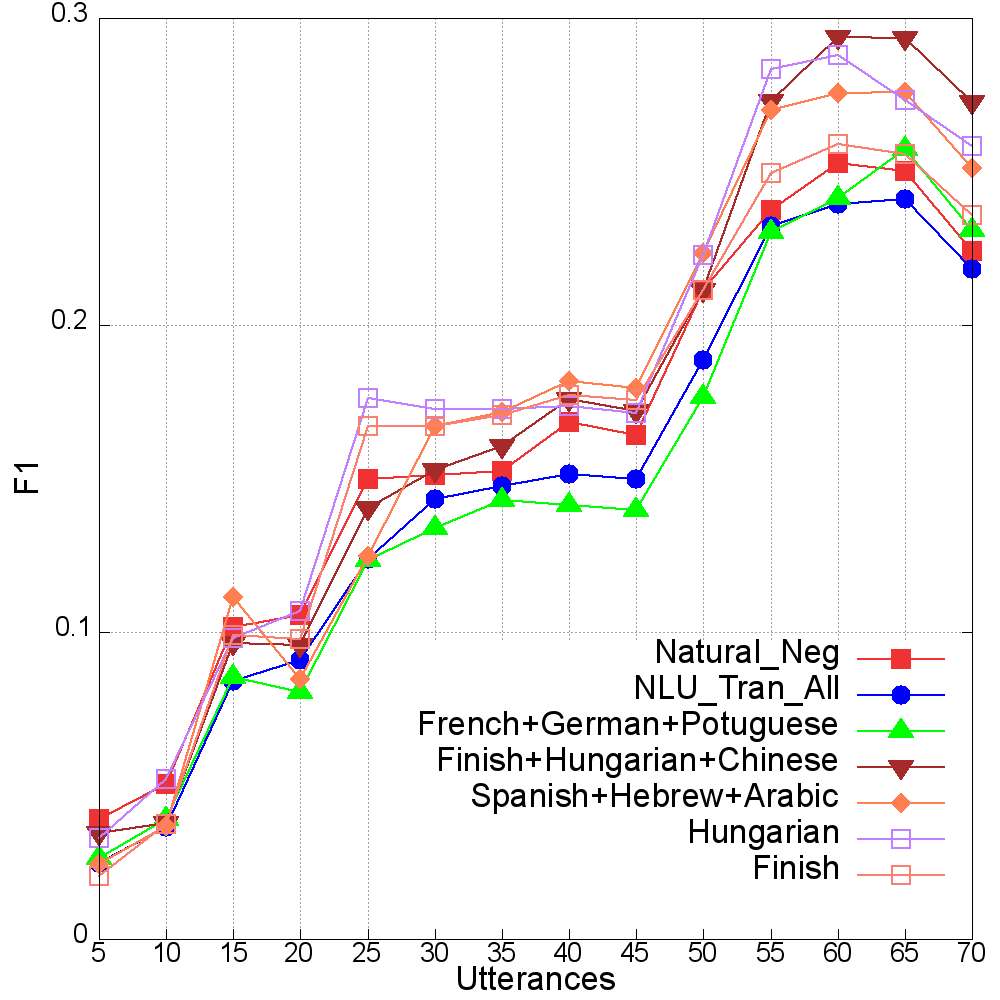 0.3
0.2
0.1
0
F1
Natural_Neg
NLU_Tran_All
French+German+Potuguese
Finish+Hungarian+Chinese
Spanish+Hebrew+Arabic
Hungarian
Finish
5 10 15 20 25 30 35 40 45 50 55 60 65 70
Utterances